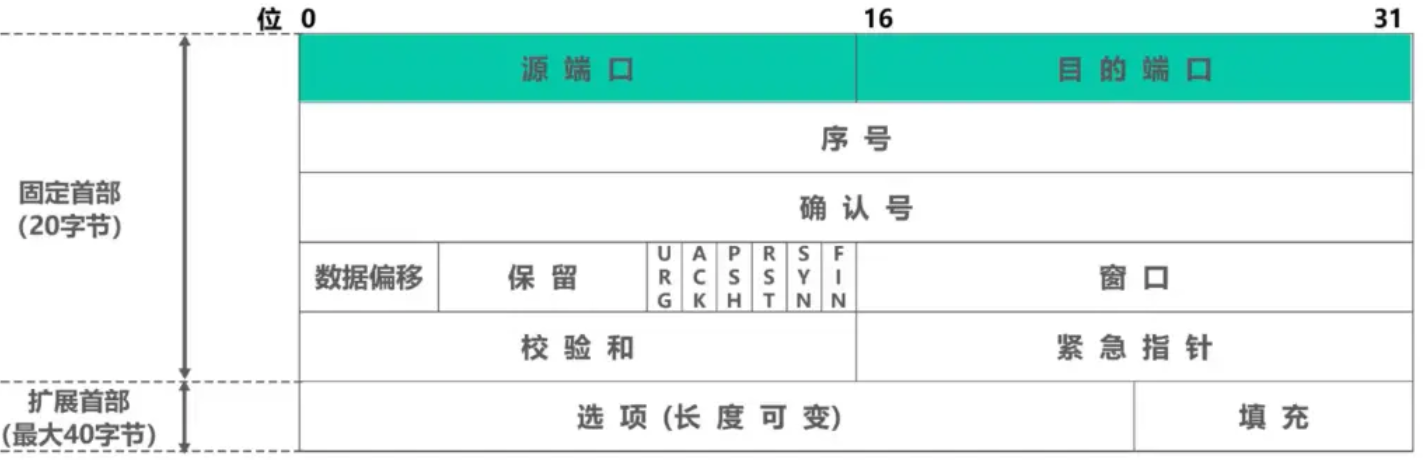 位 0 16 31
源端口 目的端口
序号
固定首部
(20字节)
确认号
数据偏移 保留 URG ACK PSH RST SYN FIN 窗口
校验和 紧急指针
扩展首部
(最大40字节)
选项(长度可变) 填充